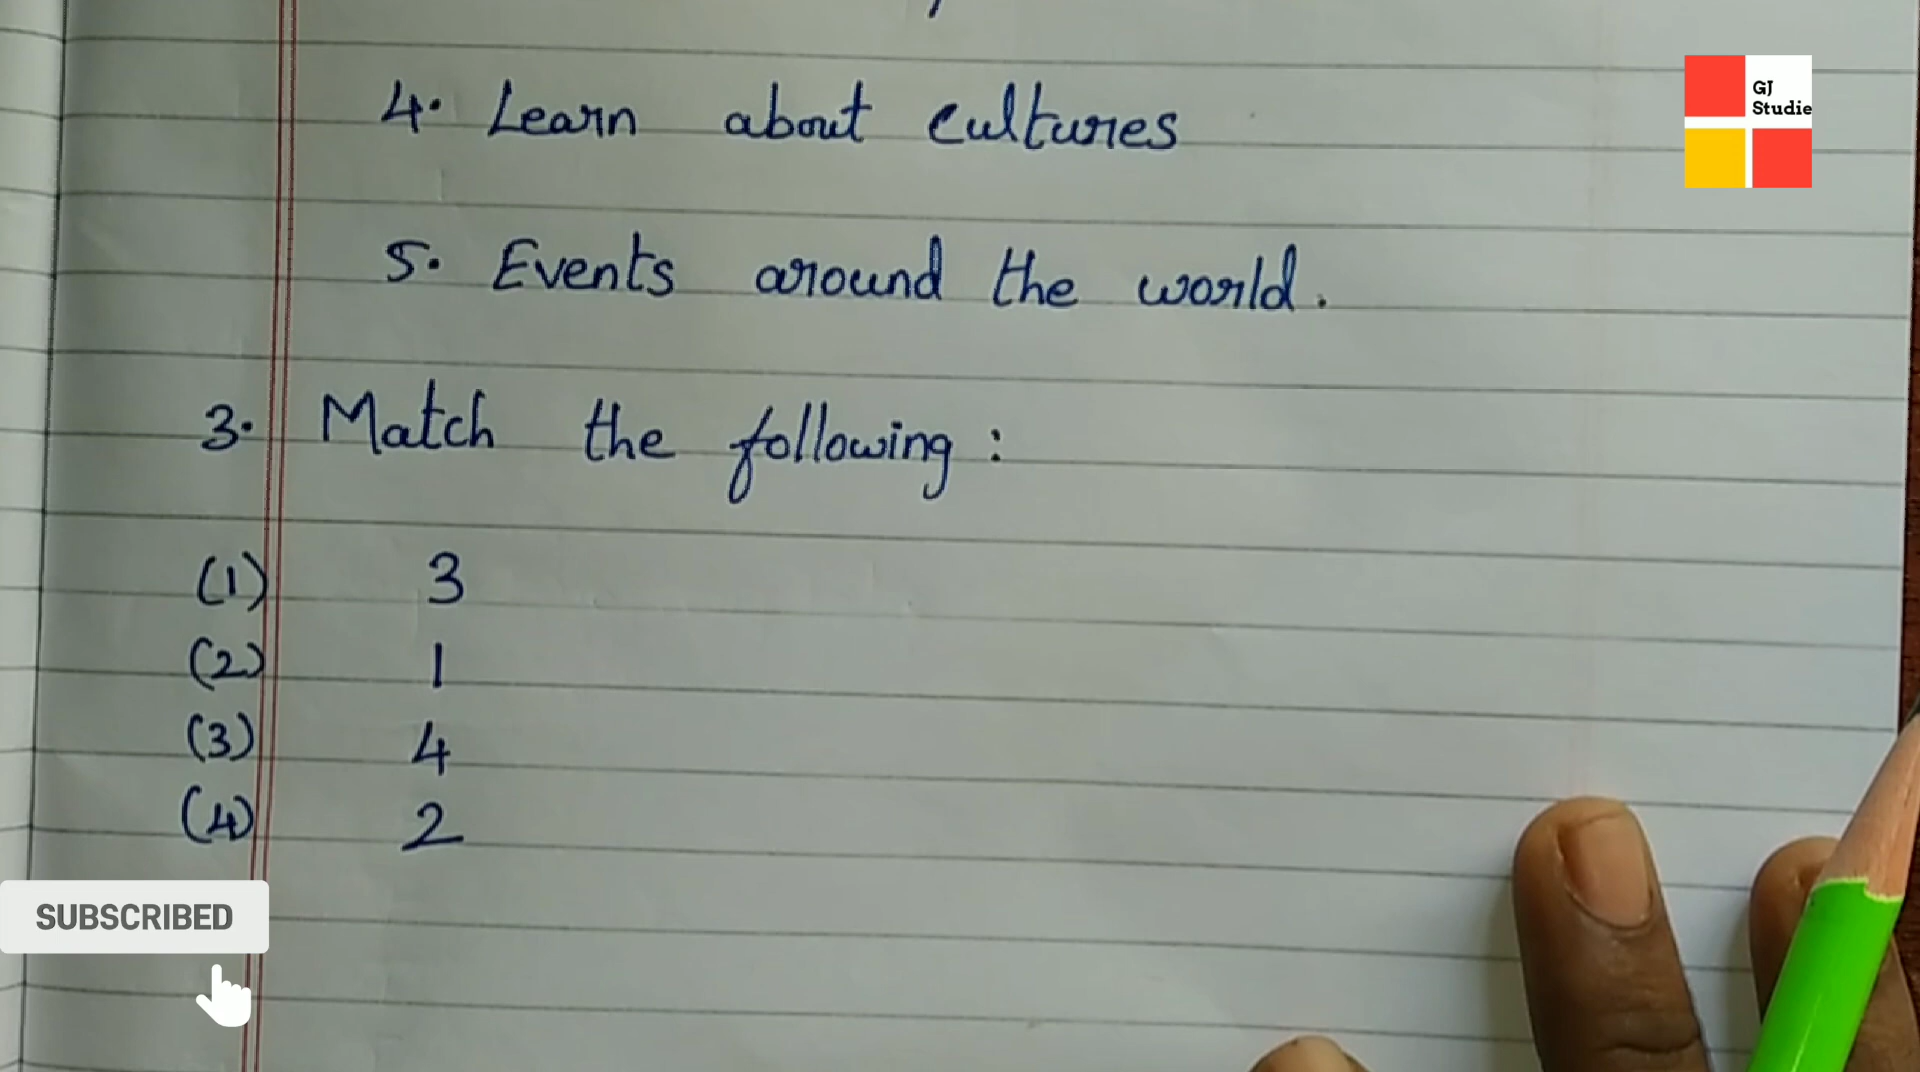 GJ
Studie
4. Learn about cultures
5. Events around the world.
3. Match the following :
(1) 3
(2) 1
(3) 4
(4) 2
SUBSCRIBED